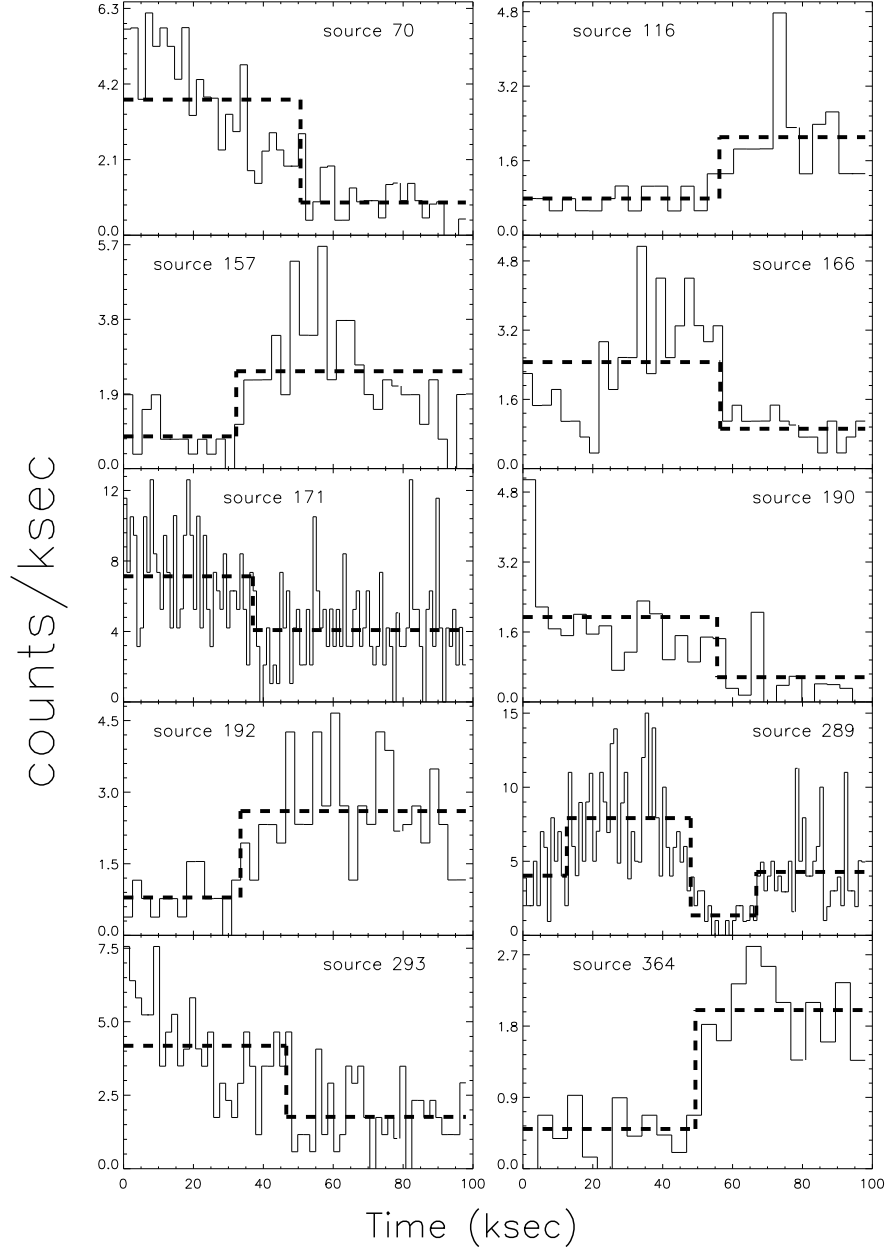 source 70
6.3
4.2
2.1
0.0
source 116
4.8
3.2
1.6
0.0
source 157
5.7
3.8
1.9
0.0
source 166
4.8
3.2
1.6
0.0
source 171
12
8
4
0
source 190
4.8
3.2
1.6
0.0
source 192
4.5
3.0
1.5
0.0
source 289
15
10
5
0
source 293
7.5
5.0
2.5
0.0
source 364
2.7
1.8
0.9
0.0
0 20 40 60 80 100
0 20 40 60 80 100
counts/ksec
Time (ksec)